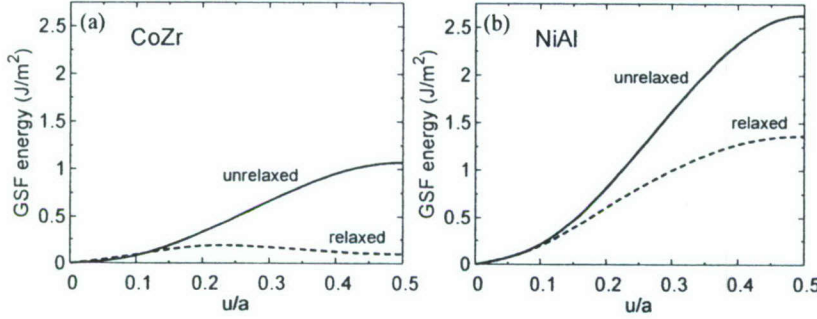 (a)
CoZr
GSF energy (J/m²)
2.5
2
1.5
1
0.5
0
unrelaxed
relaxed
0 0.1 0.2 0.3 0.4 0.5
u/a
(b)
NiAl
GSF energy (J/m²)
2.5
2
1.5
1
0.5
0
unrelaxed
relaxed
0 0.1 0.2 0.3 0.4 0.5
u/a